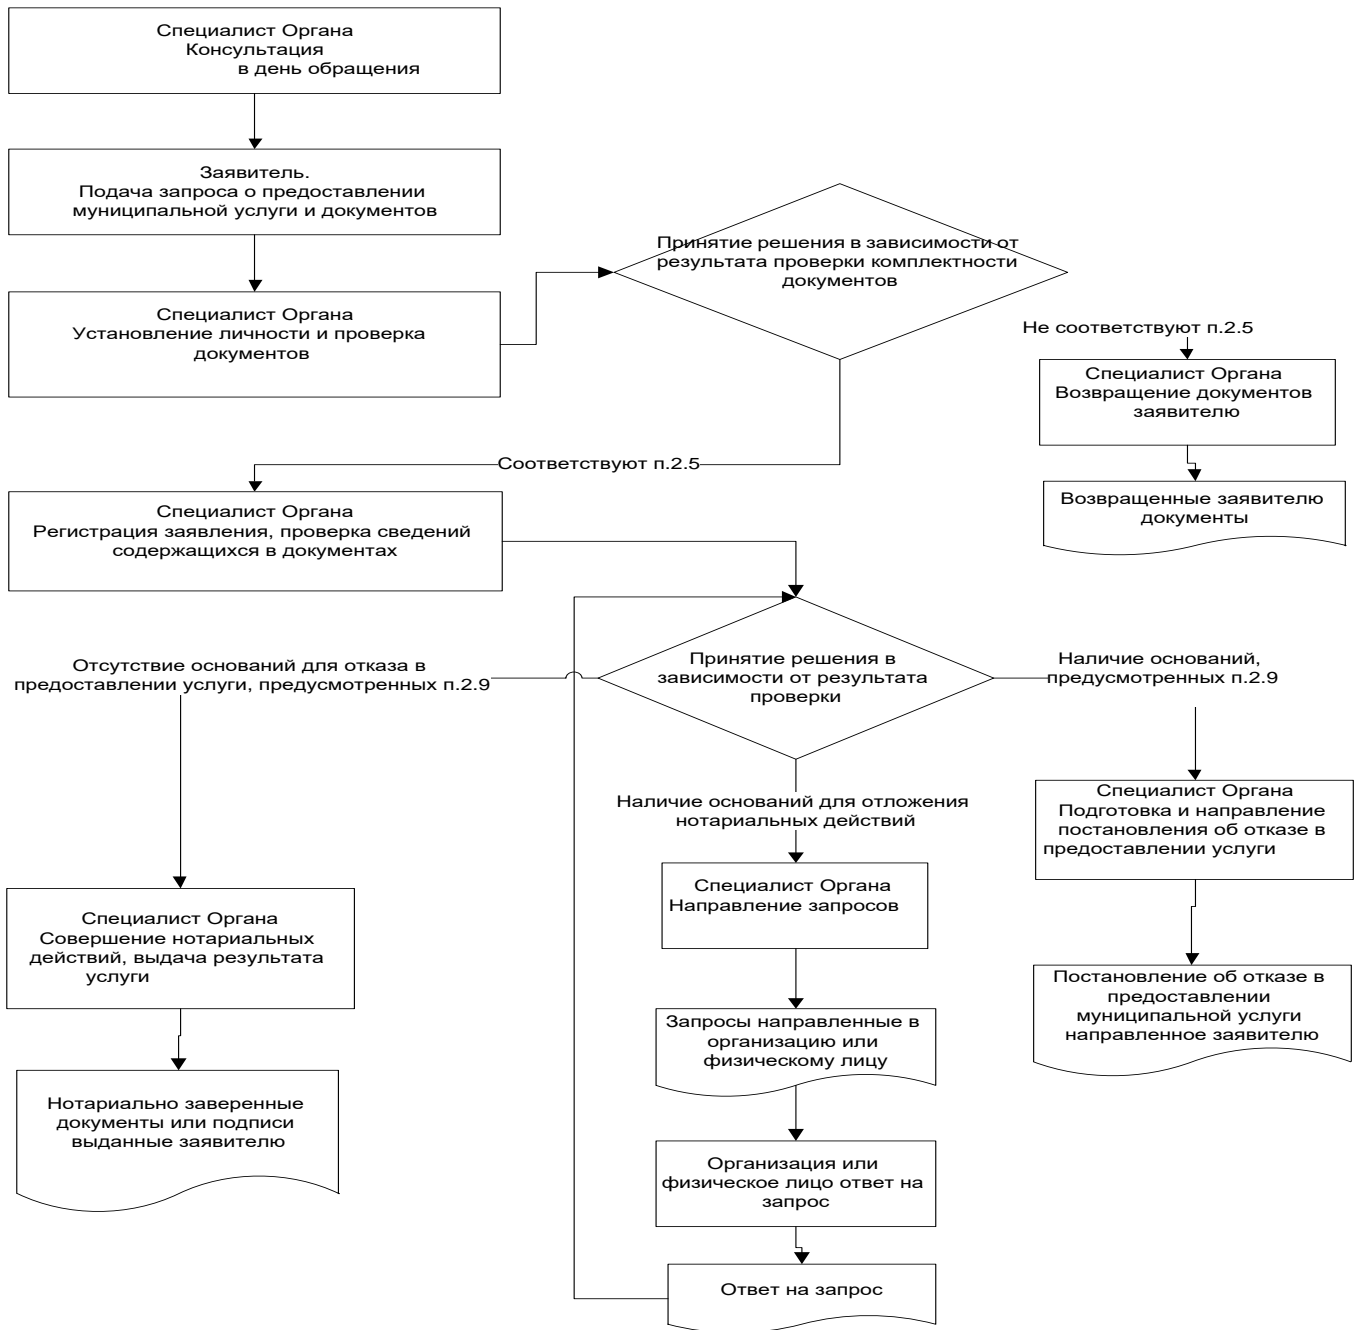 Специалист Органа
Консультация
в день обращения
Заявитель.
Подача запроса о предоставлении
муниципальной услуги и документов
Принятие решения в зависимости от
результата проверки комплектности
документов
Специалист Органа
Установление личности и проверка
документов
Не соответствуют п.2.5
Специалист Органа
Возвращение документов
заявителю
Соответствуют п.2.5
Возвращенные заявителю
документы
Специалист Органа
Регистрация заявления, проверка сведений
содержащихся в документах
Отсутствие оснований для отказа в
предоставлении услуги, предусмотренных п.2.9
Принятие решения в
зависимости от результата
проверки
Наличие оснований,
предусмотренных п.2.9
Наличие оснований для отложения
нотариальных действий
Специалист Органа
Подготовка и направление
постановления об отказе в
предоставлении услуги
Специалист Органа
Направление запросов
Специалист Органа
Совершение нотариальных
действий, выдача результата
услуги
Постановление об отказе в
предоставлении
муниципальной услуги
направленное заявителю
Запросы направленные в
организацию или
физическому лицу
Нотариально заверенные
документы или подписи
выданные заявителю
Организация или
физическое лицо ответ на
запрос
Ответ на запрос